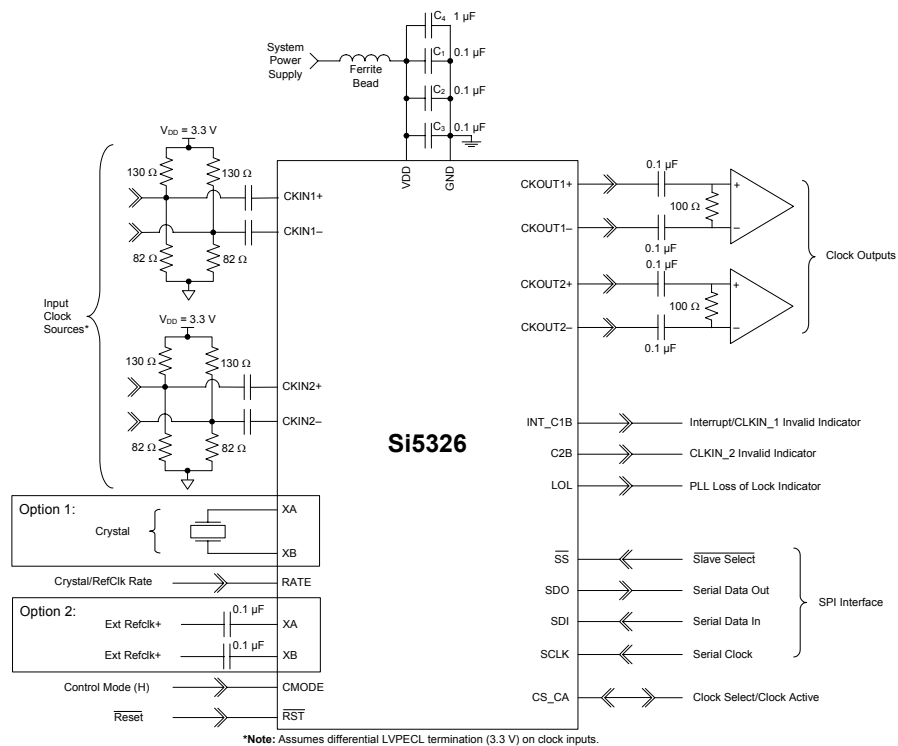 C₄ 1 µF
System
Power
Supply
Ferrite
Bead
C₁ 0.1 µF
C₂ 0.1 µF
C₃ 0.1 µF
VDD
GND
Input
Clock
Sources*
V_DD = 3.3 V
130 Ω
130 Ω
82 Ω
82 Ω
CKIN1+
CKIN1–
V_DD = 3.3 V
130 Ω
130 Ω
82 Ω
82 Ω
CKIN2+
CKIN2–
Option 1:
Crystal
XA
XB
Crystal/RefClk Rate
RATE
Option 2:
Ext Refclk+
0.1 µF
XA
Ext Refclk+
0.1 µF
XB
Control Mode (H)
CMODE
Reset
RST
Si5326
CKOUT1+
0.1 µF
100 Ω
+
–
CKOUT1–
0.1 µF
CKOUT2+
0.1 µF
100 Ω
+
–
CKOUT2–
0.1 µF
Clock Outputs
INT_C1B
Interrupt/CLKIN_1 Invalid Indicator
C2B
CLKIN_2 Invalid Indicator
LOL
PLL Loss of Lock Indicator
SS
Slave Select
SDO
Serial Data Out
SDI
Serial Data In
SCLK
Serial Clock
SPI Interface
CS_CA
Clock Select/Clock Active
*Note: Assumes differential LVPECL termination (3.3 V) on clock inputs.